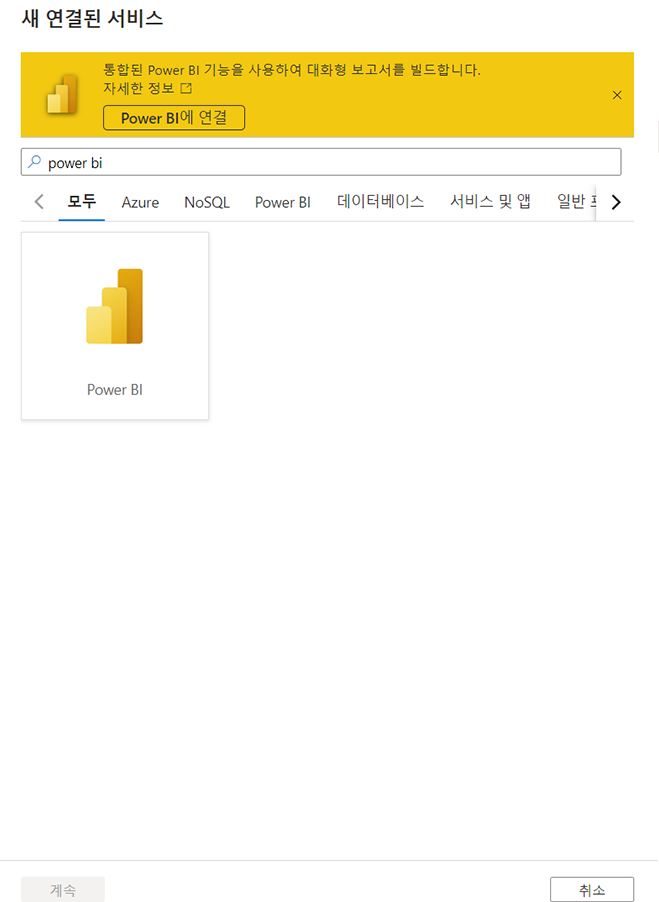 새 연결된 서비스
통합된 Power BI 기능을 사용하여 대화형 보고서를 빌드합니다.
자세한 정보
Power BI에 연결
power bi
모두 Azure NoSQL Power BI 데이터베이스 서비스 및 앱 일반
Power BI
계속 취소